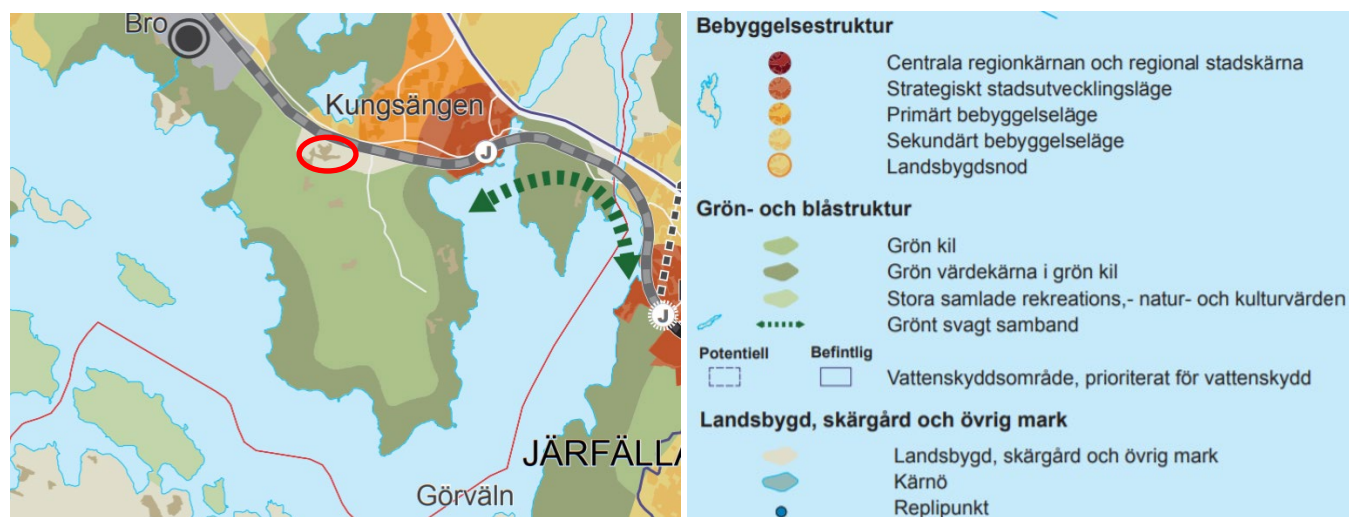 Bro
Kungsängen
J
J
JÄRFÄLLA
Görväln
Bebyggelsestruktur
Centrala regionkärnan och regional stadskärna
Strategiskt stadsutvecklingsläge
Primärt bebyggelseläge
Sekundärt bebyggelseläge
Landsbygdsnod
Grön- och blåstruktur
Grön kil
Grön värdekärna i grön kil
Stora samlade rekreations,- natur- och kulturvärden
Grönt svagt samband
Potentiell Befintlig
Vattenskyddsområde, prioriterat för vattenskydd
Landsbygd, skärgård och övrig mark
Landsbygd, skärgård och övrig mark
Kärnö
Replipunkt